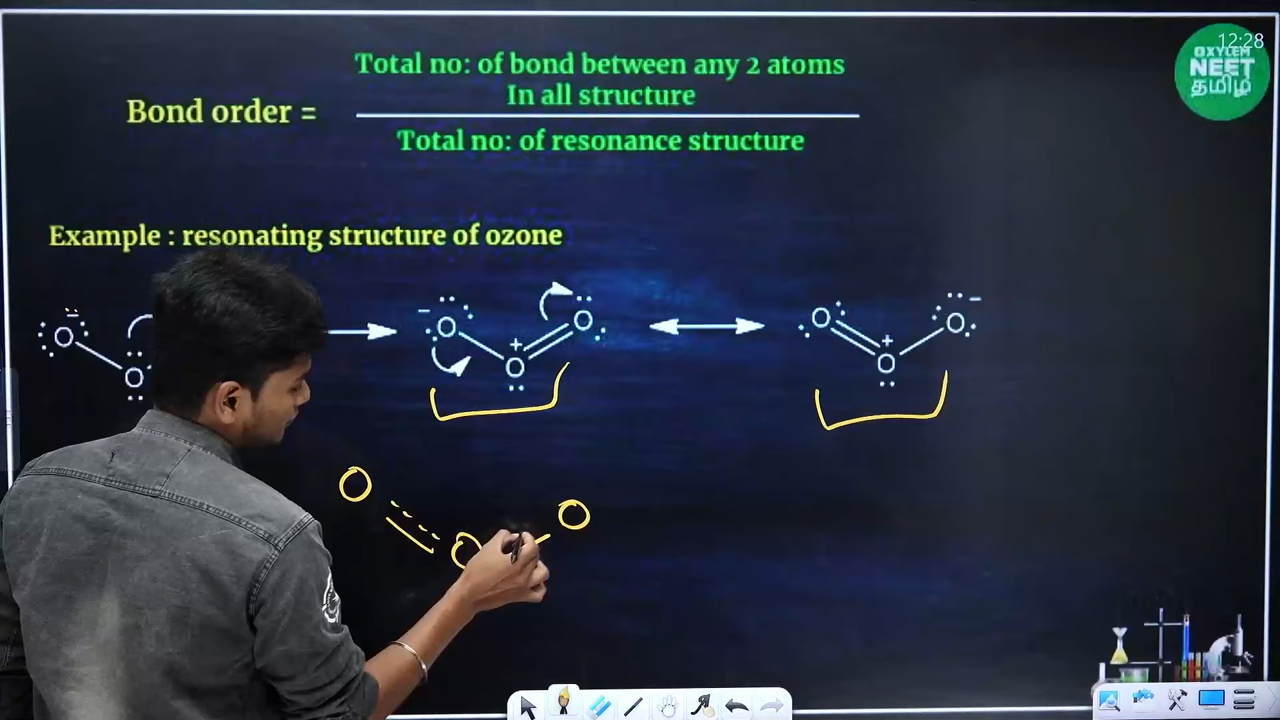 12:28
OXYLEM
NEET
தமிழ்
Total no: of bond between any 2 atoms
In all structure
Bond order =
Total no: of resonance structure
Example : resonating structure of ozone
O O O O O O
O + O + O
O O
O